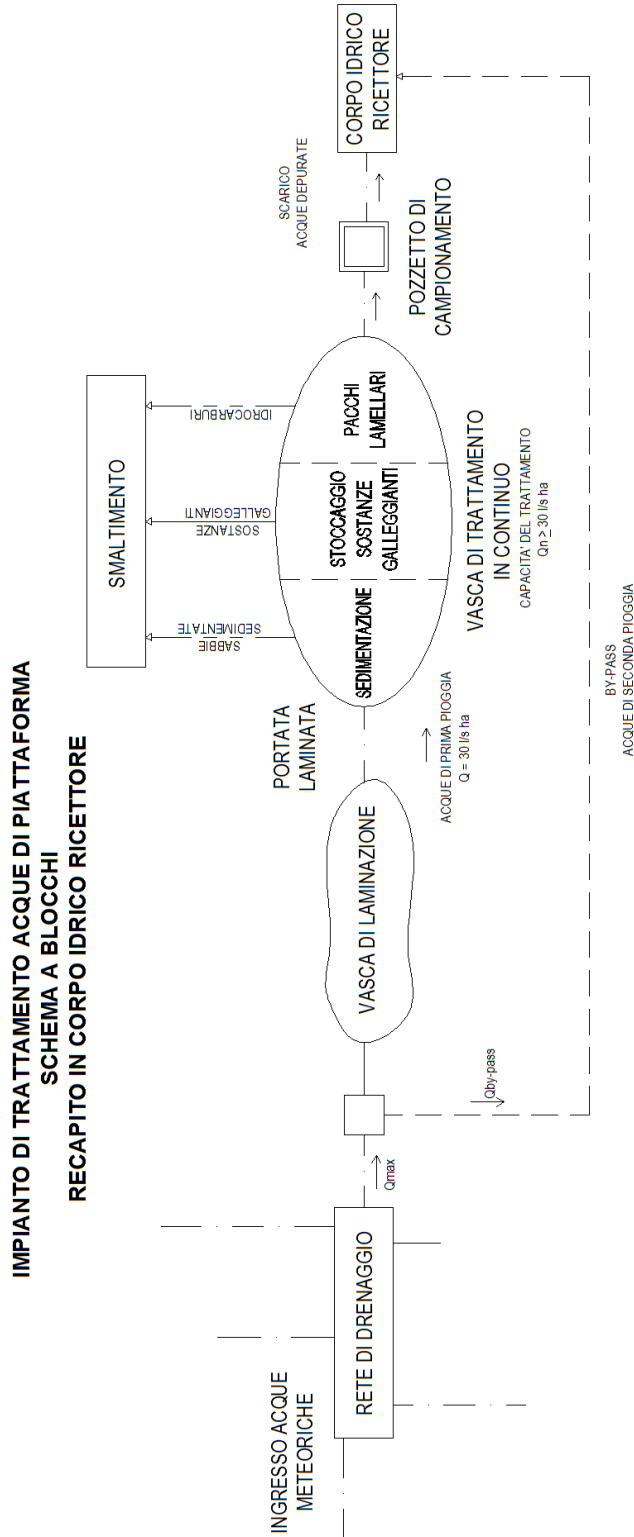 IMPIANTO DI TRATTAMENTO ACQUE DI PIATTAFORMA
SCHEMA A BLOCCHI
RECAPITO IN CORPO IDRICO RICETTORE
INGRESSO ACQUE
METEORICHE
RETE DI DRENAGGIO
Qmax
Qby-pass
VASCA DI LAMINAZIONE
PORTATA
LAMINATA
ACQUE DI PRIMA PIOGGIA
Q = 30 l/s ha
SEDIMENTAZIONE
STOCCAGGIO
SOSTANZE
GALLEGGIANTI
PACCHI
LAMELLARI
SABBIE
SEDIMENTATE
SOSTANZE
GALLEGGIANTI
IDROCARBURI
SMALTIMENTO
VASCA DI TRATTAMENTO
IN CONTINUO
CAPACITA' DEL TRATTAMENTO
Qn ≥ 30 l/s ha
POZZETTO DI
CAMPIONAMENTO
SCARICO
ACQUE DEPURATE
CORPO IDRICO
RICETTORE
BY-PASS
ACQUE DI SECONDA PIOGGIA